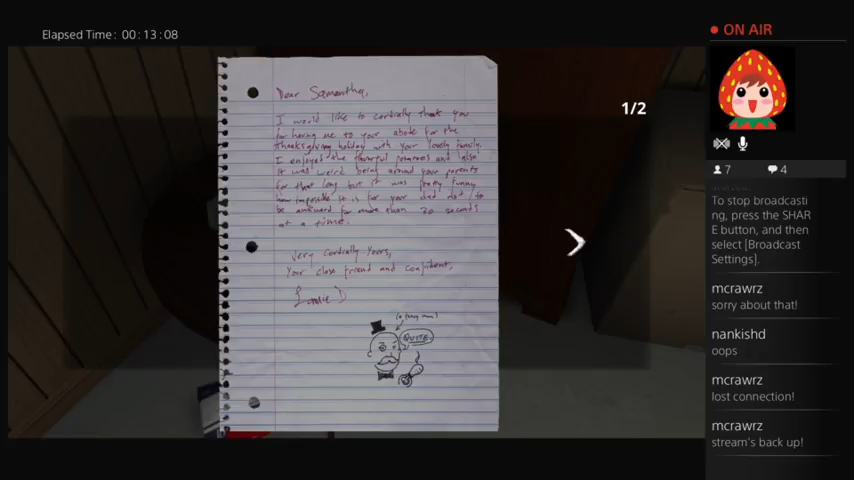 Elapsed Time: 00:13:08
ON AIR
1/2
Dear Samantha,
I would like to cordially thank you
for having me to your abode for the
thanksgiving holiday with your lovely family.
I enjoyed the flavorful potatoes and also
it was weird being around your parents
for that long but it was pretty funny
how impossible it is for your dad not to
be awkward for more than 20 seconds
at a time.
Very Cordially Yours,
Your close friend and confident,
Lonnie D
(a fancy man)
QUITE.
7
4
To stop broadcasti
ng, press the SHAR
E button, and then
select [Broadcast
Settings].
mcrawrz
sorry about that!
nankishd
oops
mcrawrz
lost connection!
mcrawrz
stream's back up!